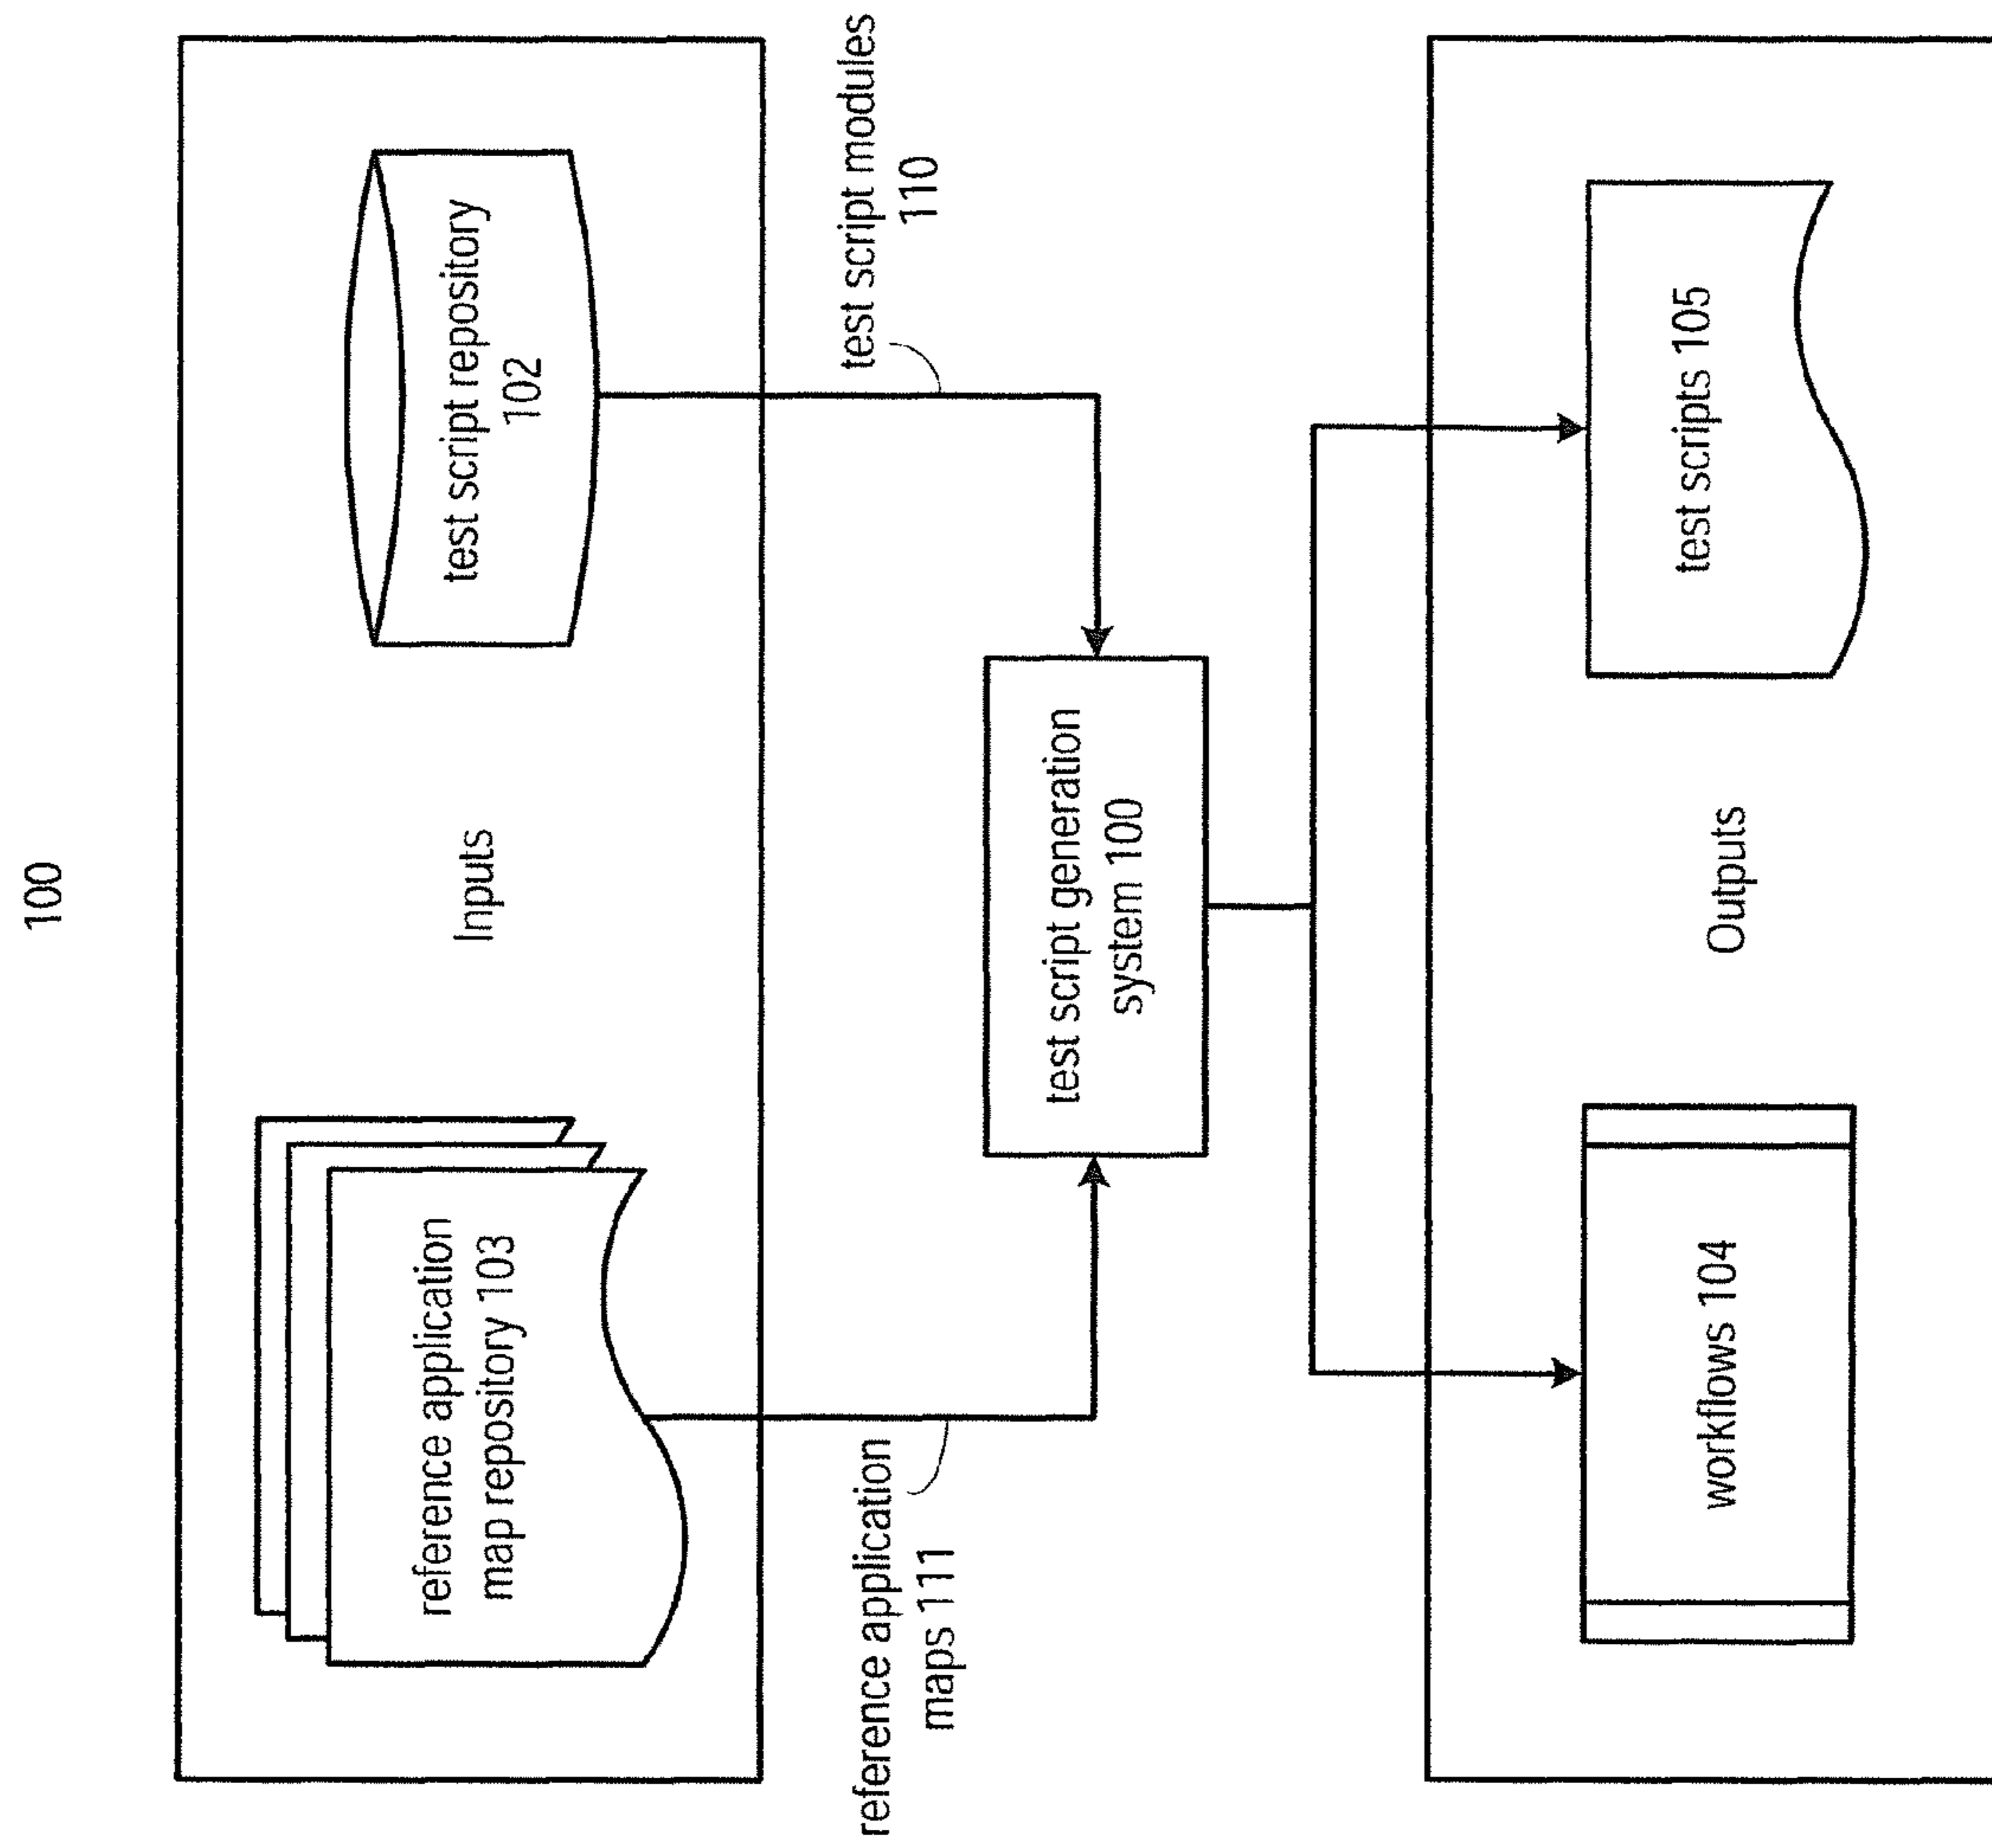 100
Inputs
reference application
map repository 103
test script repository
102
reference application
maps 111
test script modules
110
test script generation
system 100
Outputs
workflows 104
test scripts 105